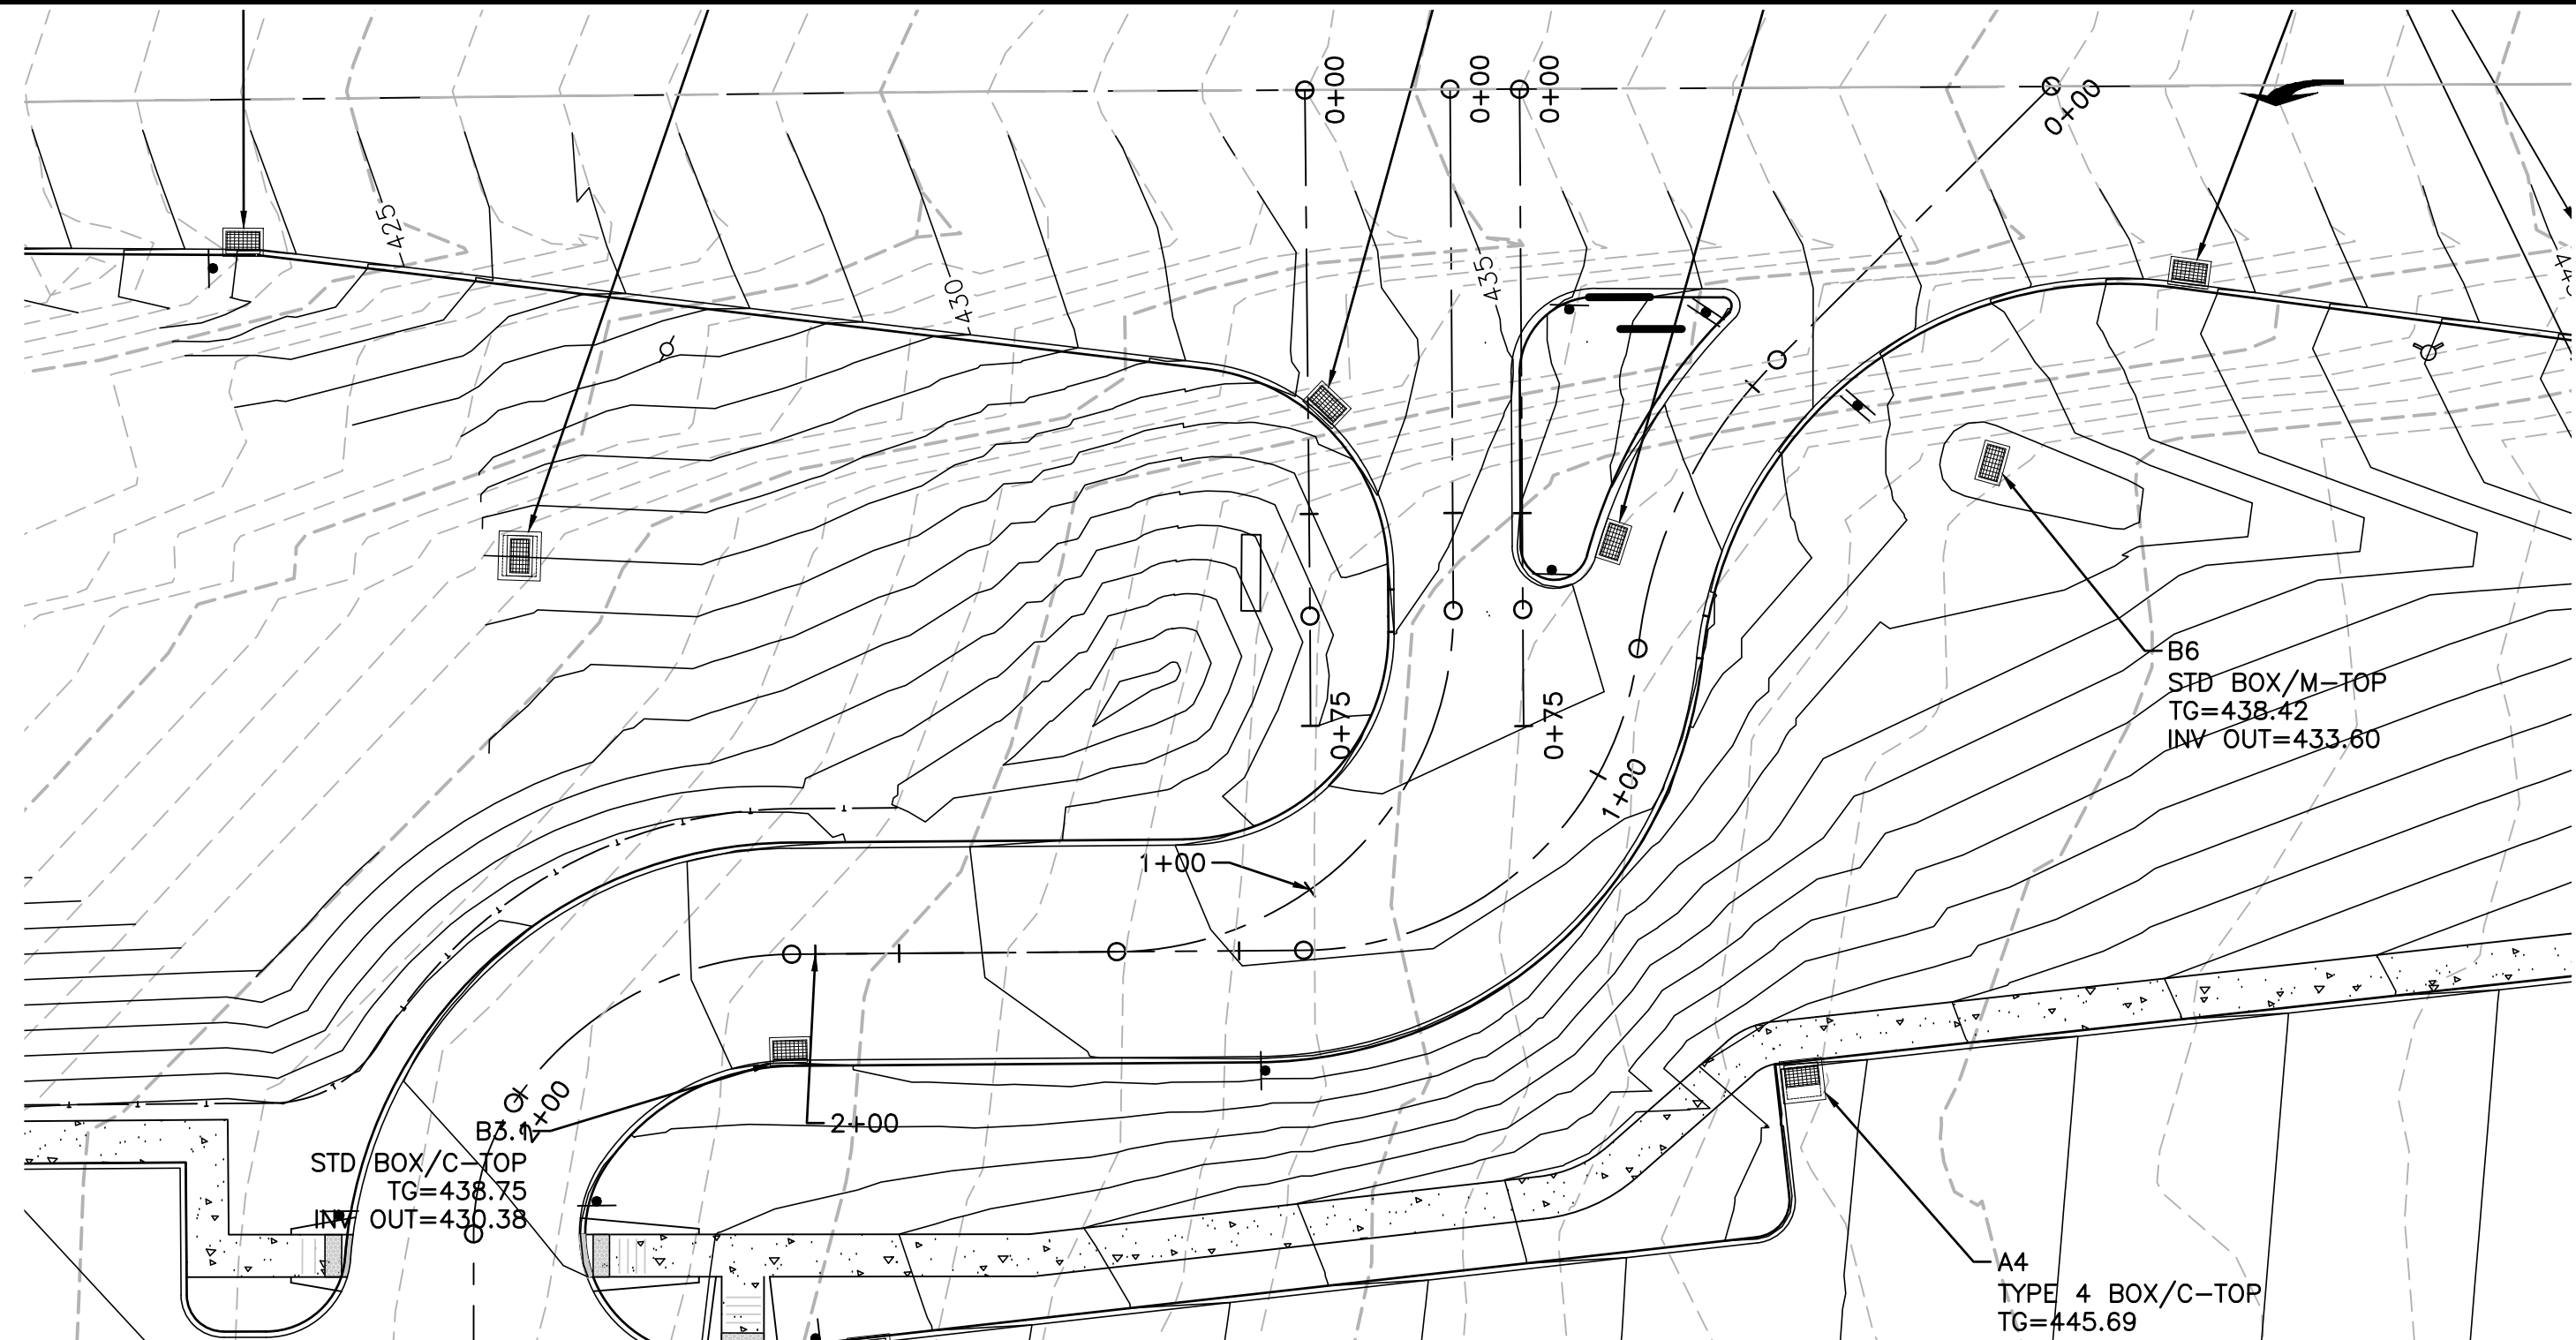 0+00
0+00
0+00
0+00
425
430
435
B6
STD BOX/M-TOP
TG=438.42
INV OUT=433.60
0+75
0+75
1+00
1+00
2+00
STD BOX/C-TOP
TG=438.75
INV OUT=430.38
A4
TYPE 4 BOX/C-TOP
TG=445.69